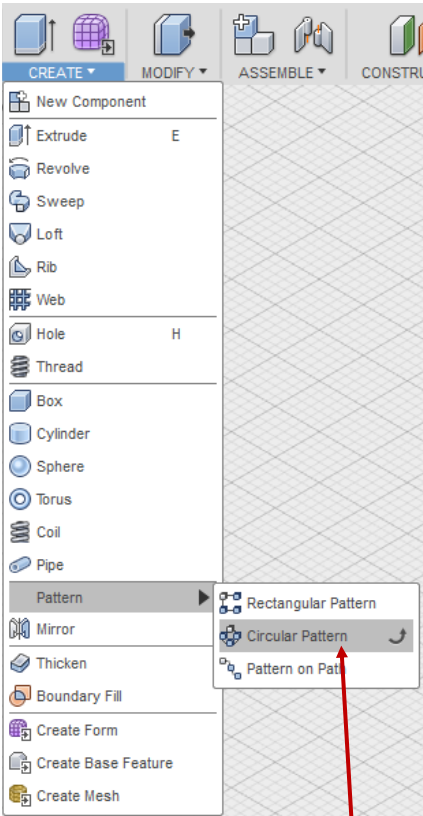 CREATE MODIFY ASSEMBLE CONSTRU
New Component
Extrude E
Revolve
Sweep
Loft
Rib
Web
Hole H
Thread
Box
Cylinder
Sphere
Torus
Coil
Pipe
Pattern
Rectangular Pattern
Circular Pattern
Pattern on Path
Mirror
Thicken
Boundary Fill
Create Form
Create Base Feature
Create Mesh